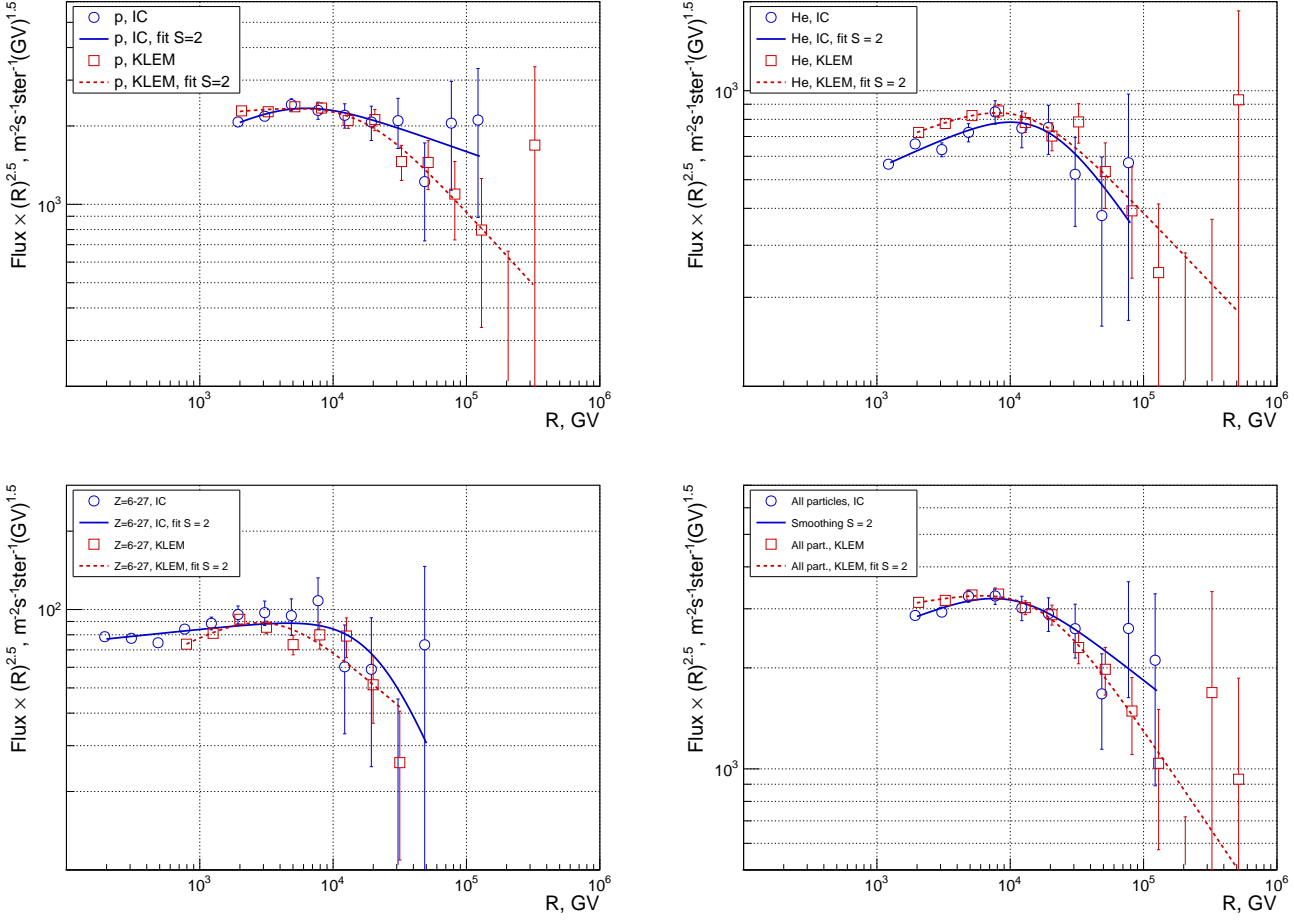 p, IC
p, IC, fit S=2
p, KLEM
p, KLEM, fit S=2
Flux × (R)^2.5, m^-2s^-1ster^-1(GV)^1.5
10^3
10^3 10^4 10^5 10^6
R, GV
He, IC
He, IC, fit S = 2
He, KLEM
He, KLEM, fit S = 2
Flux × (R)^2.5, m^-2s^-1ster^-1(GV)^1.5
10^3
10^3 10^4 10^5 10^6
R, GV
Z=6-27, IC
Z=6-27, IC, fit S = 2
Z=6-27, KLEM
Z=6-27, KLEM, fit S = 2
Flux × (R)^2.5, m^-2s^-1ster^-1(GV)^1.5
10^2
10^3 10^4 10^5 10^6
R, GV
All particles, IC
Smoothing S = 2
All part., KLEM
All part., KLEM, fit S = 2
Flux × (R)^2.5, m^-2s^-1ster^-1(GV)^1.5
10^3
10^3 10^4 10^5 10^6
R, GV